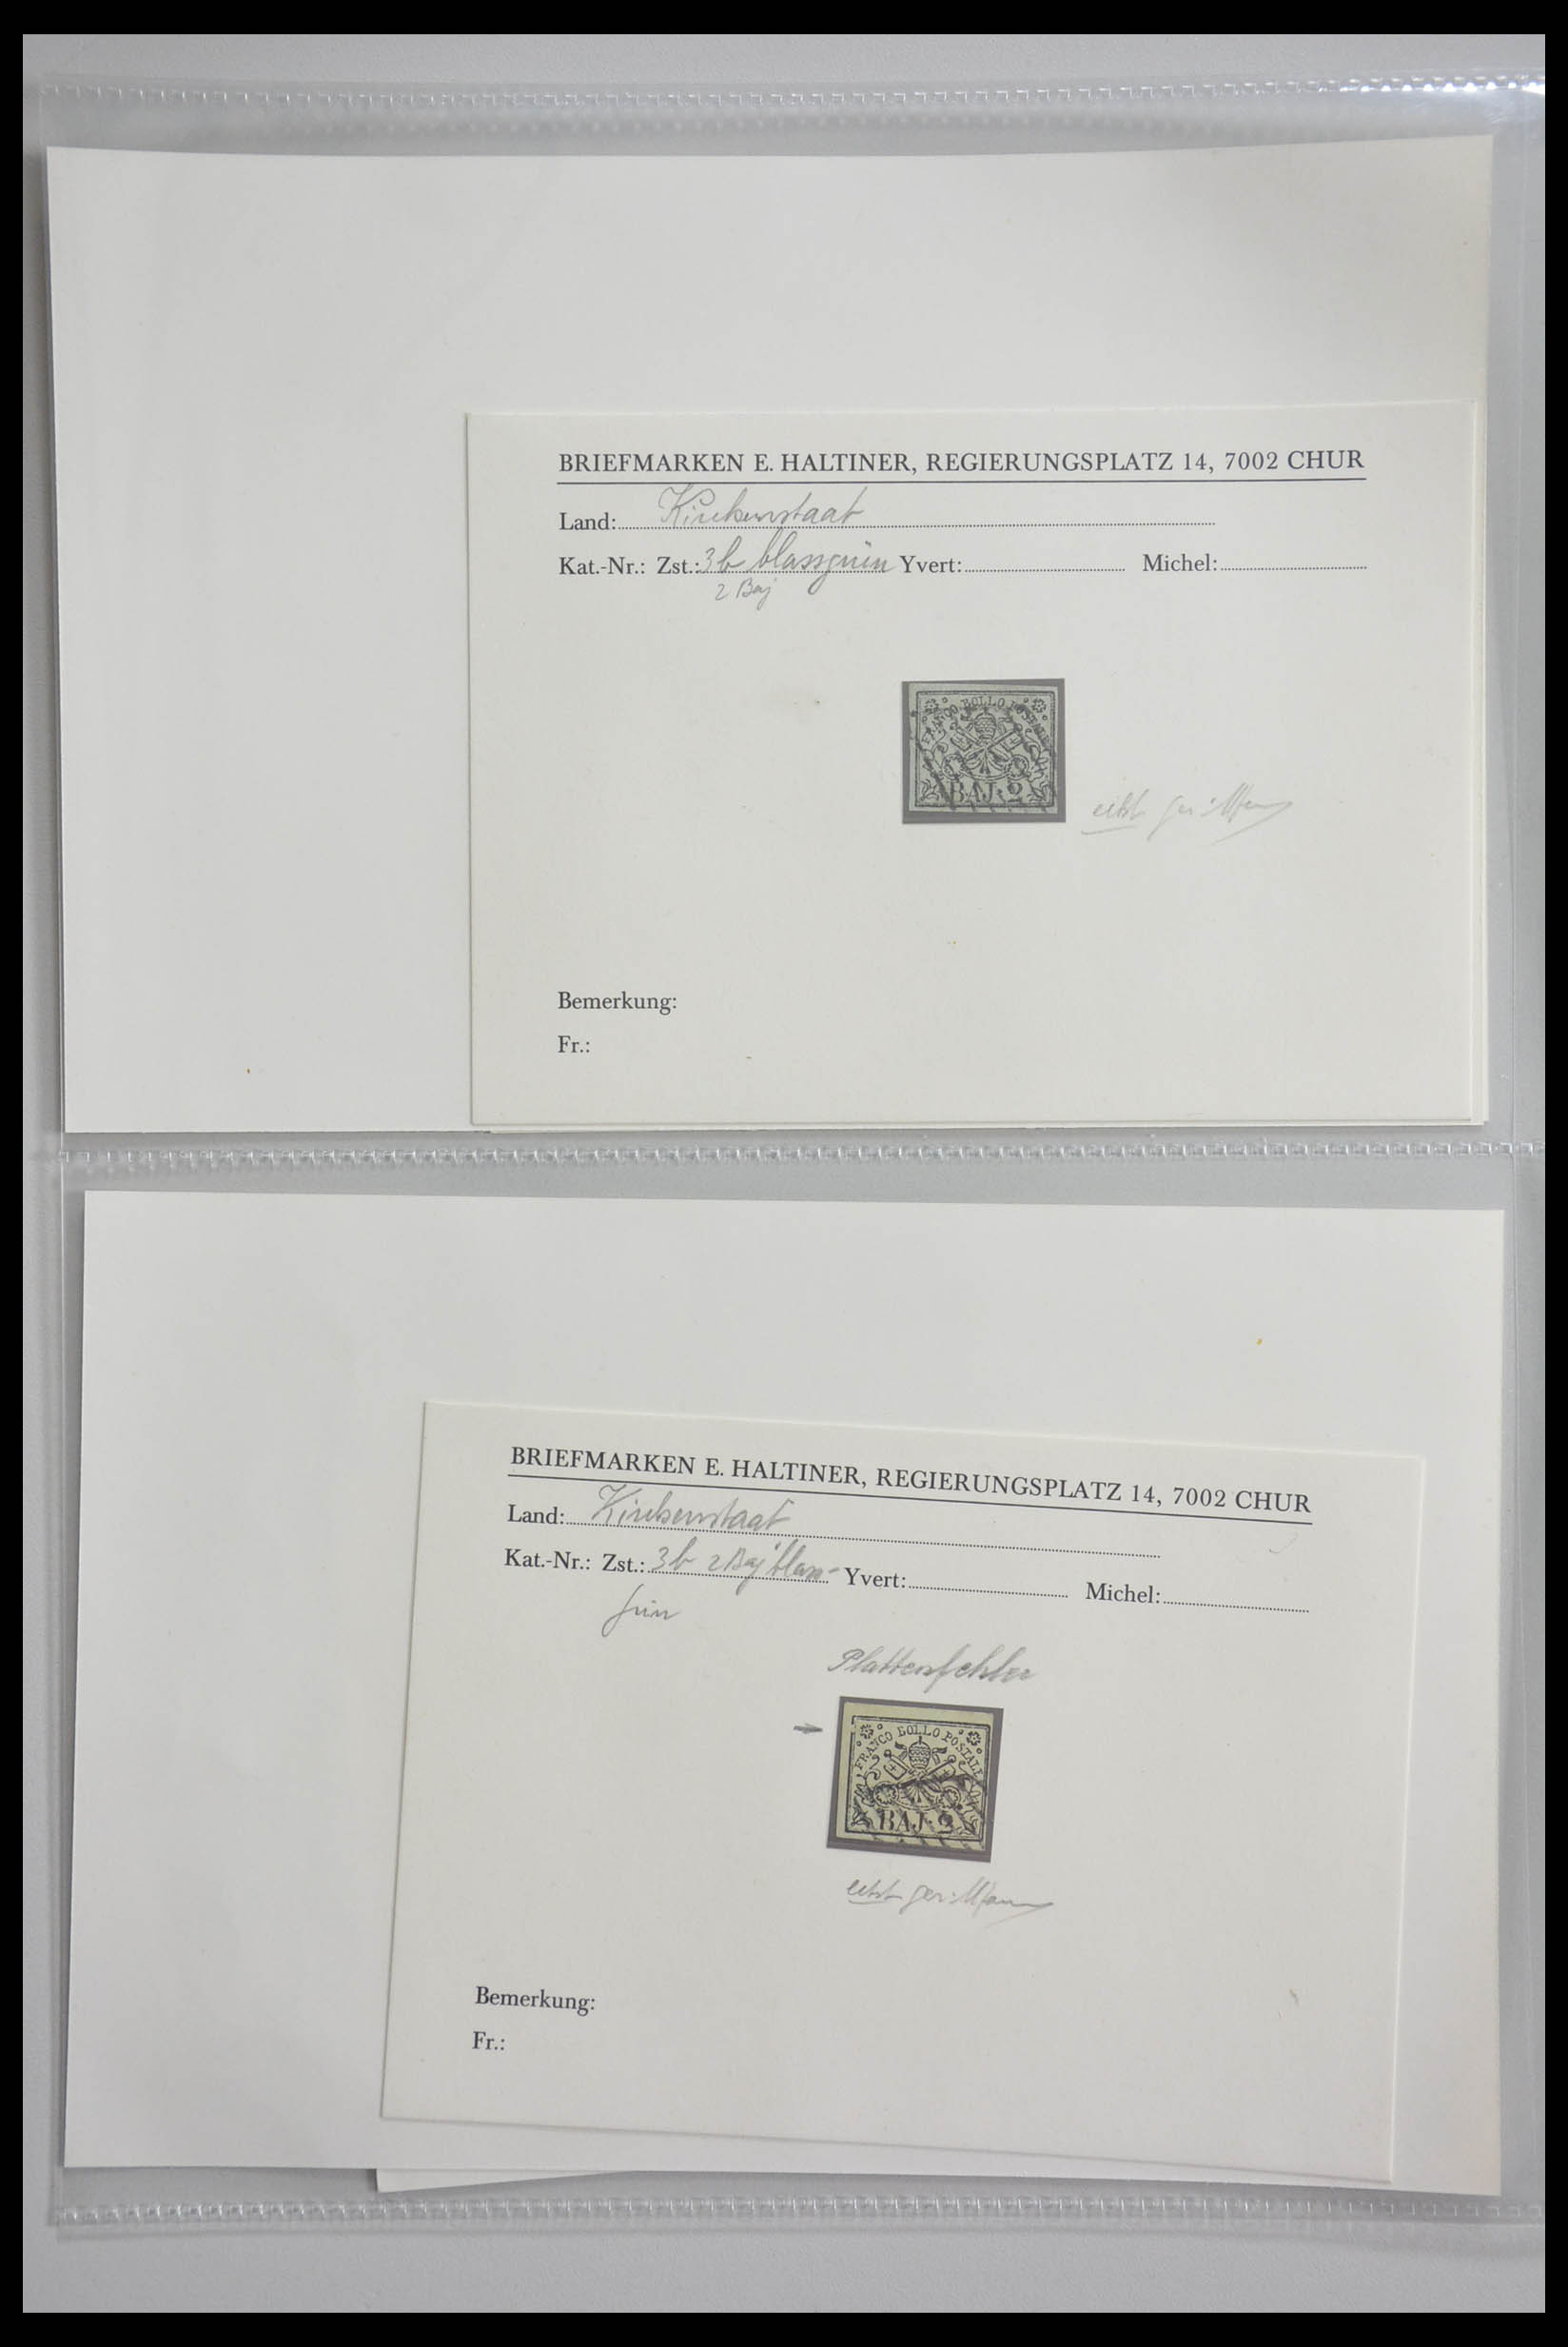 BRIEFMARKEN E. HALTINER, REGIERUNGSPLATZ 14, 7002 CHUR
Land: Kirchenstaat
Kat.-Nr.: Zst.: 3b blassgrün Yvert: Michel:
2 Baj
FRANCO BOLLO POSTALE
BAJ 2
echt
Bemerkung:
Fr.:
BRIEFMARKEN E. HALTINER, REGIERUNGSPLATZ 14, 7002 CHUR
Land: Kirchenstaat
Kat.-Nr.: Zst.: 3b 2 Baj blass- Yvert: Michel:
grün
Plattenfehler
FRANCO BOLLO POSTALE
BAJ 2
echt
Bemerkung:
Fr.: